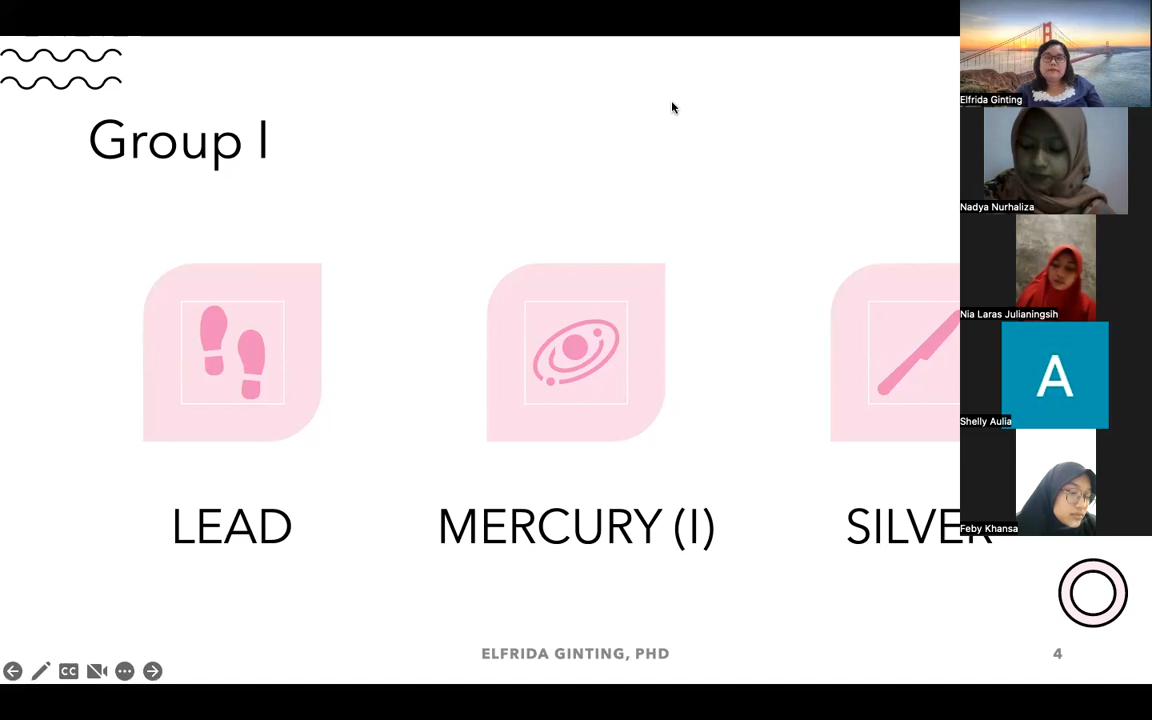 Group I
LEAD
MERCURY (I)
SILVER
ELFRIDA GINTING, PHD
4
CC
Elfrida Ginting
Nadya Nurhaliza
Nia Laras Julianingsih
A
Shelly Aulia
Feby Khansa